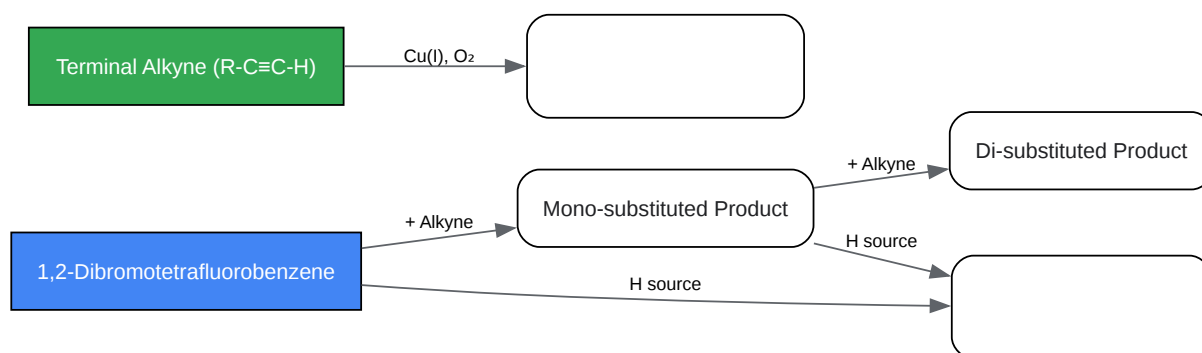 Terminal Alkyne (R-C≡C-H)
Cu(I), O₂
Di-substituted Product
+ Alkyne
Mono-substituted Product
+ Alkyne
H source
1,2-Dibromotetrafluorobenzene
H source